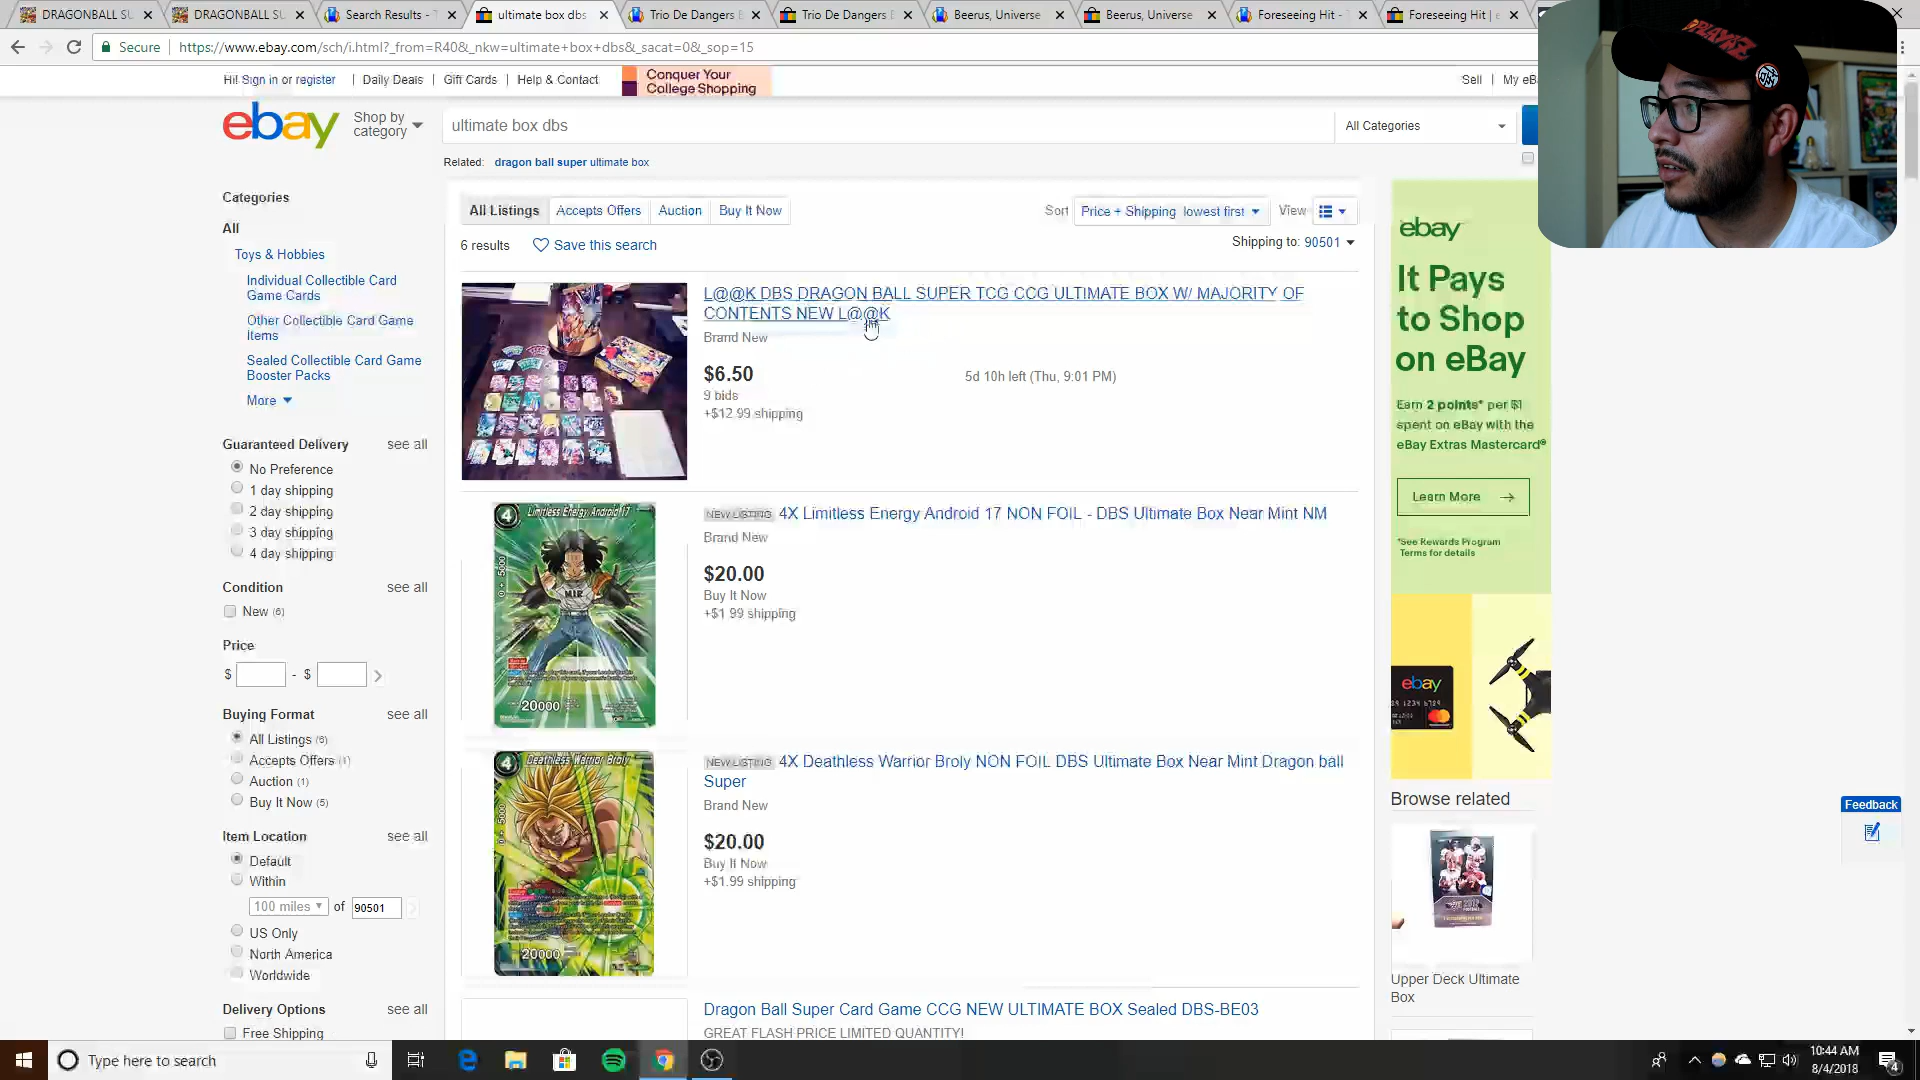 DRAGONBALL SU
DRAGONBALL SU
Search Results - T
ultimate box dbs
Trio De Dangers B
Trio De Dangers E
Beerus, Universe
Beerus, Universe
Foreseeing Hit - T
Foreseeing Hit | e
Secure
https://www.ebay.com/sch/i.html?_from=R40&_nkw=ultimate+box+dbs&_sacat=0&_sop=15
Hi! Sign in or register
Daily Deals
Gift Cards
Help & Contact
Conquer Your
College Shopping
Sell
My eB
ebay
Shop by
category
ultimate box dbs
All Categories
Related: dragon ball super ultimate box
Categories
All
Toys & Hobbies
Individual Collectible Card
Game Cards
Other Collectible Card Game
Items
Sealed Collectible Card Game
Booster Packs
More
Guaranteed Delivery
see all
No Preference
1 day shipping
2 day shipping
3 day shipping
4 day shipping
Condition
see all
New (6)
Price
$ - $
Buying Format
see all
All Listings (6)
Accepts Offers (1)
Auction (1)
Buy It Now (5)
Item Location
see all
Default
Within
100 miles of 90501
US Only
North America
Worldwide
Delivery Options
see all
Free Shipping
All Listings
Accepts Offers
Auction
Buy It Now
Sort
Price + Shipping: lowest first
View
6 results
Save this search
Shipping to: 90501
L@@K DBS DRAGON BALL SUPER TCG CCG ULTIMATE BOX W/ MAJORITY OF
CONTENTS NEW L@@K
Brand New
$6.50
9 bids
+$12.99 shipping
5d 10h left (Thu, 9:01 PM)
4
Limitless Energy Android 17
20000
NEW LISTING 4X Limitless Energy Android 17 NON FOIL - DBS Ultimate Box Near Mint NM
Brand New
$20.00
Buy It Now
+$1.99 shipping
4
Deathless Warrior Broly
20000
NEW LISTING 4X Deathless Warrior Broly NON FOIL DBS Ultimate Box Near Mint Dragon ball
Super
Brand New
$20.00
Buy It Now
+$1.99 shipping
Dragon Ball Super Card Game CCG NEW ULTIMATE BOX Sealed DBS-BE03
GREAT FLASH PRICE LIMITED QUANTITY!
ebay
It Pays
to Shop
on eBay
Earn 2 points* per $1
spent on eBay with the
eBay Extras Mastercard®
Learn More
*See Rewards Program
Terms for details
ebay
Browse related
Upper Deck Ultimate
Box
Feedback
Type here to search
10:44 AM
8/4/2018
4